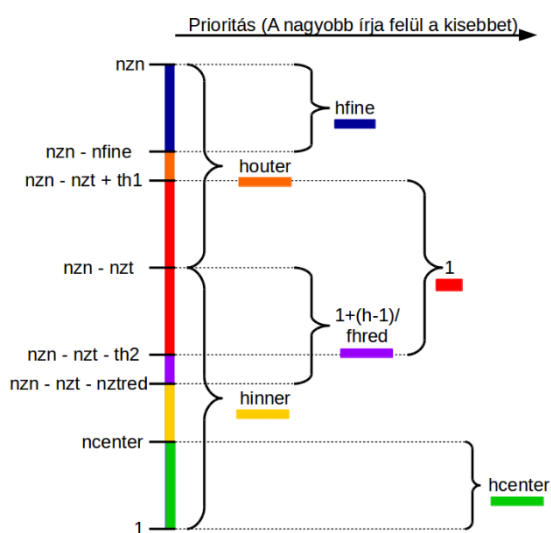 Prioritás (A nagyobb írja felül a kisebbet)
nzn
hfine
nzn - nfine
houter
nzn - nzt + th1
nzn - nzt
1
1+(h-1)/
fhred
nzn - nzt - th2
nzn - nzt - nztred
hinner
ncenter
hcenter
1